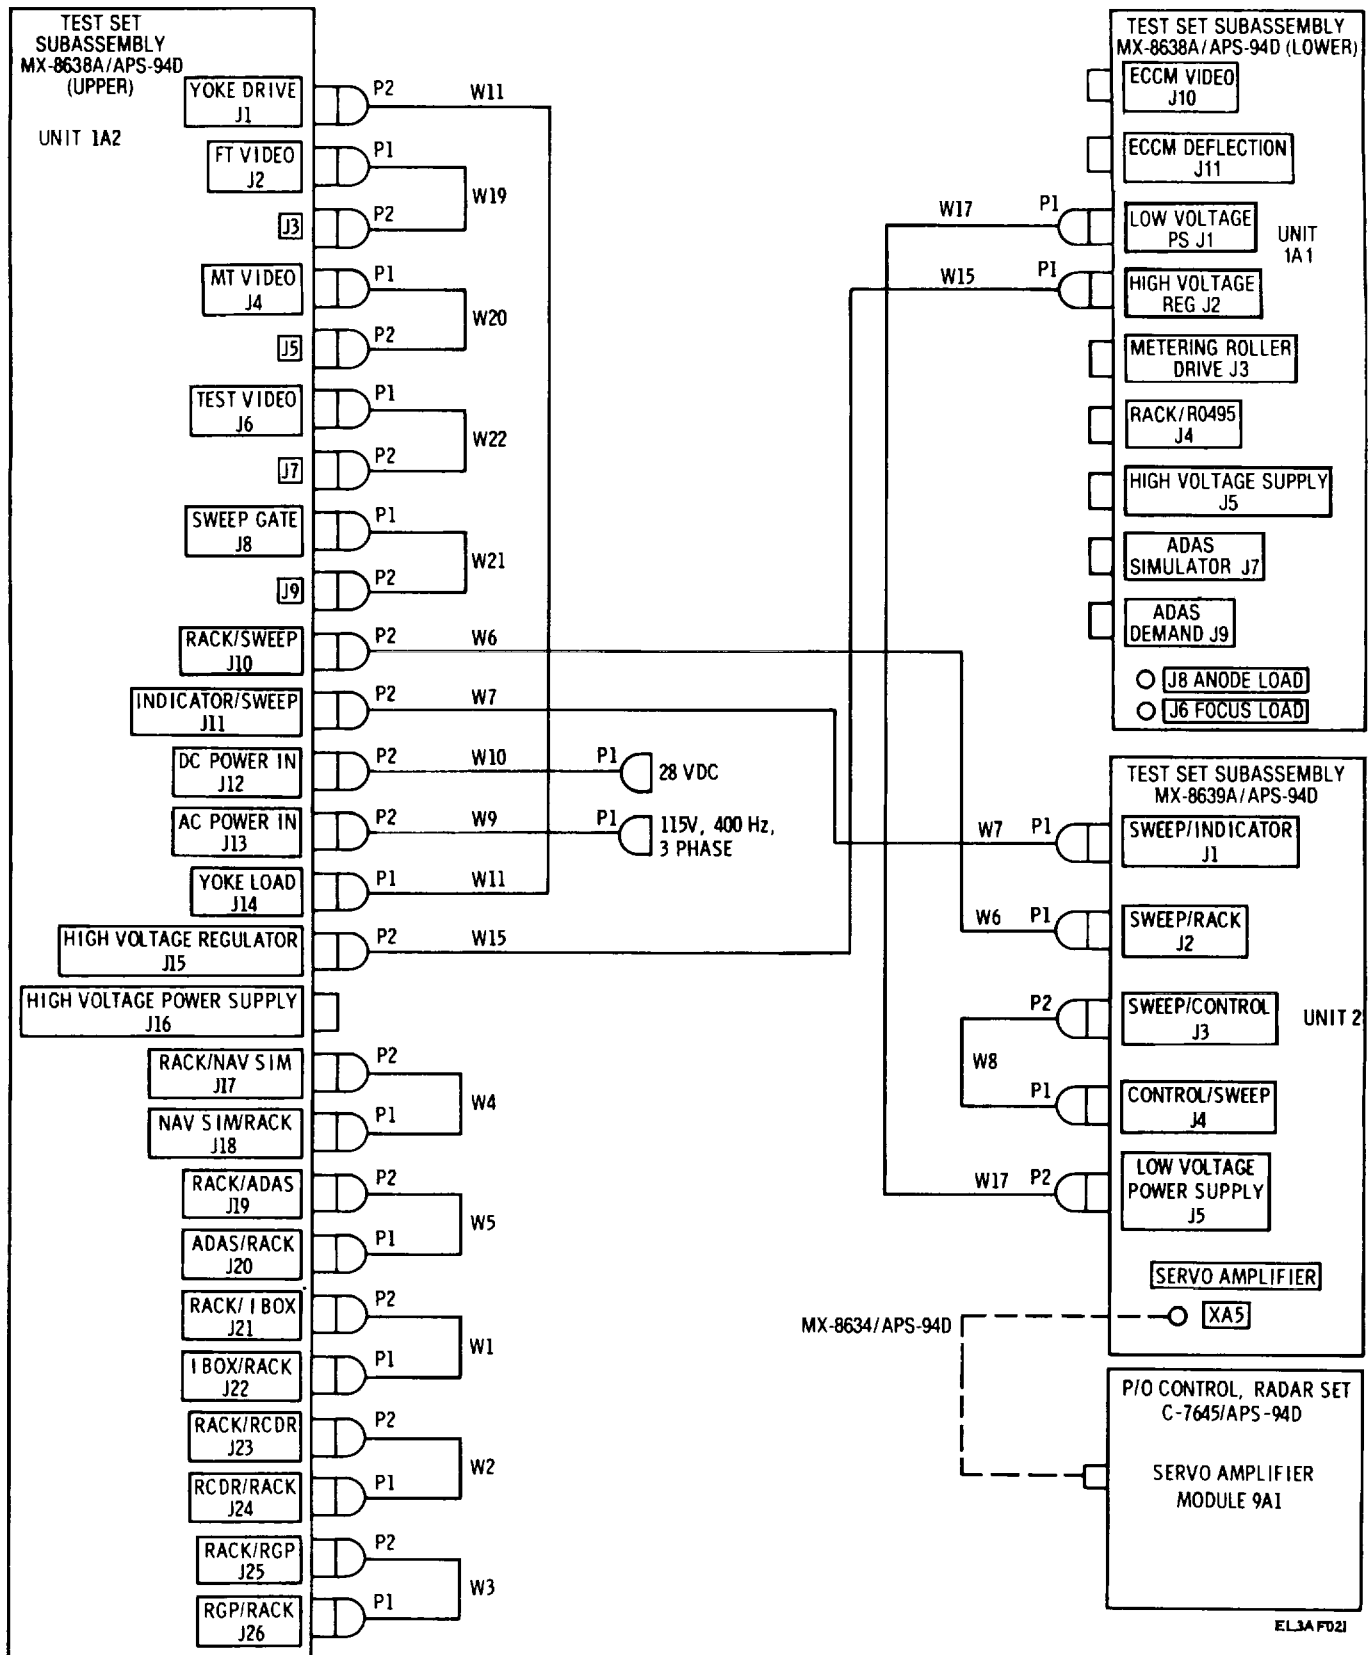 TEST SET
SUBASSEMBLY
MX-8638A/APS-94D
(UPPER)
UNIT 1A2
YOKE DRIVE
J1
P2
W11
FT VIDEO
J2
P1
W19
J3
P2
MT VIDEO
J4
P1
W20
J5
P2
TEST VIDEO
J6
P1
W22
J7
P2
SWEEP GATE
J8
P1
W21
J9
P2
RACK/SWEEP
J10
P2
W6
INDICATOR/SWEEP
J11
P2
W7
DC POWER IN
J12
P2
W10
P1
28 VDC
AC POWER IN
J13
P2
W9
P1
115V, 400 Hz,
3 PHASE
YOKE LOAD
J14
P1
W11
HIGH VOLTAGE REGULATOR
J15
P2
W15
HIGH VOLTAGE POWER SUPPLY
J16
RACK/NAV SIM
J17
P2
W4
NAV SIM/RACK
J18
P1
RACK/ADAS
J19
P2
W5
ADAS/RACK
J20
P1
RACK/ I BOX
J21
P2
W1
I BOX/RACK
J22
P1
RACK/RCDR
J23
P2
W2
RCDR/RACK
J24
P1
RACK/RGP
J25
P2
W3
RGP/RACK
J26
P1
TEST SET SUBASSEMBLY
MX-8638A/APS-94D (LOWER)
ECCM VIDEO
J10
ECCM DEFLECTION
J11
W17
P1
LOW VOLTAGE
PS J1
UNIT
1A1
W15
P1
HIGH VOLTAGE
REG J2
METERING ROLLER
DRIVE J3
RACK/R0495
J4
HIGH VOLTAGE SUPPLY
J5
ADAS
SIMULATOR J7
ADAS
DEMAND J9
J8 ANODE LOAD
J6 FOCUS LOAD
TEST SET SUBASSEMBLY
MX-8639A/APS-94D
W7
P1
SWEEP/INDICATOR
J1
W6
P1
SWEEP/RACK
J2
P2
SWEEP/CONTROL
J3
UNIT 2
W8
P1
CONTROL/SWEEP
J4
W17
P2
LOW VOLTAGE
POWER SUPPLY
J5
SERVO AMPLIFIER
XA5
MX-8634/APS-94D
P/O CONTROL, RADAR SET
C-7645/APS-94D
SERVO AMPLIFIER
MODULE 9A1
EL3AF021